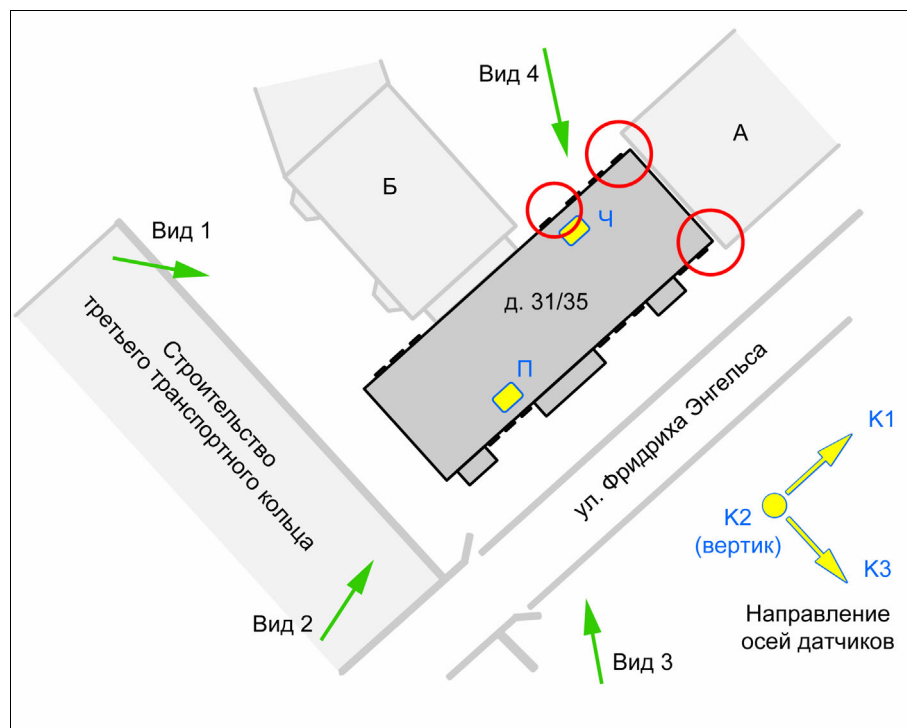 Вид 4
А
Б
Ч
Вид 1
д. 31/35
П
Строительство
третьего транспортного кольца
ул. Фридриха Энгельса
К1
К2
(вертик)
К3
Вид 2
Вид 3
Направление
осей датчиков